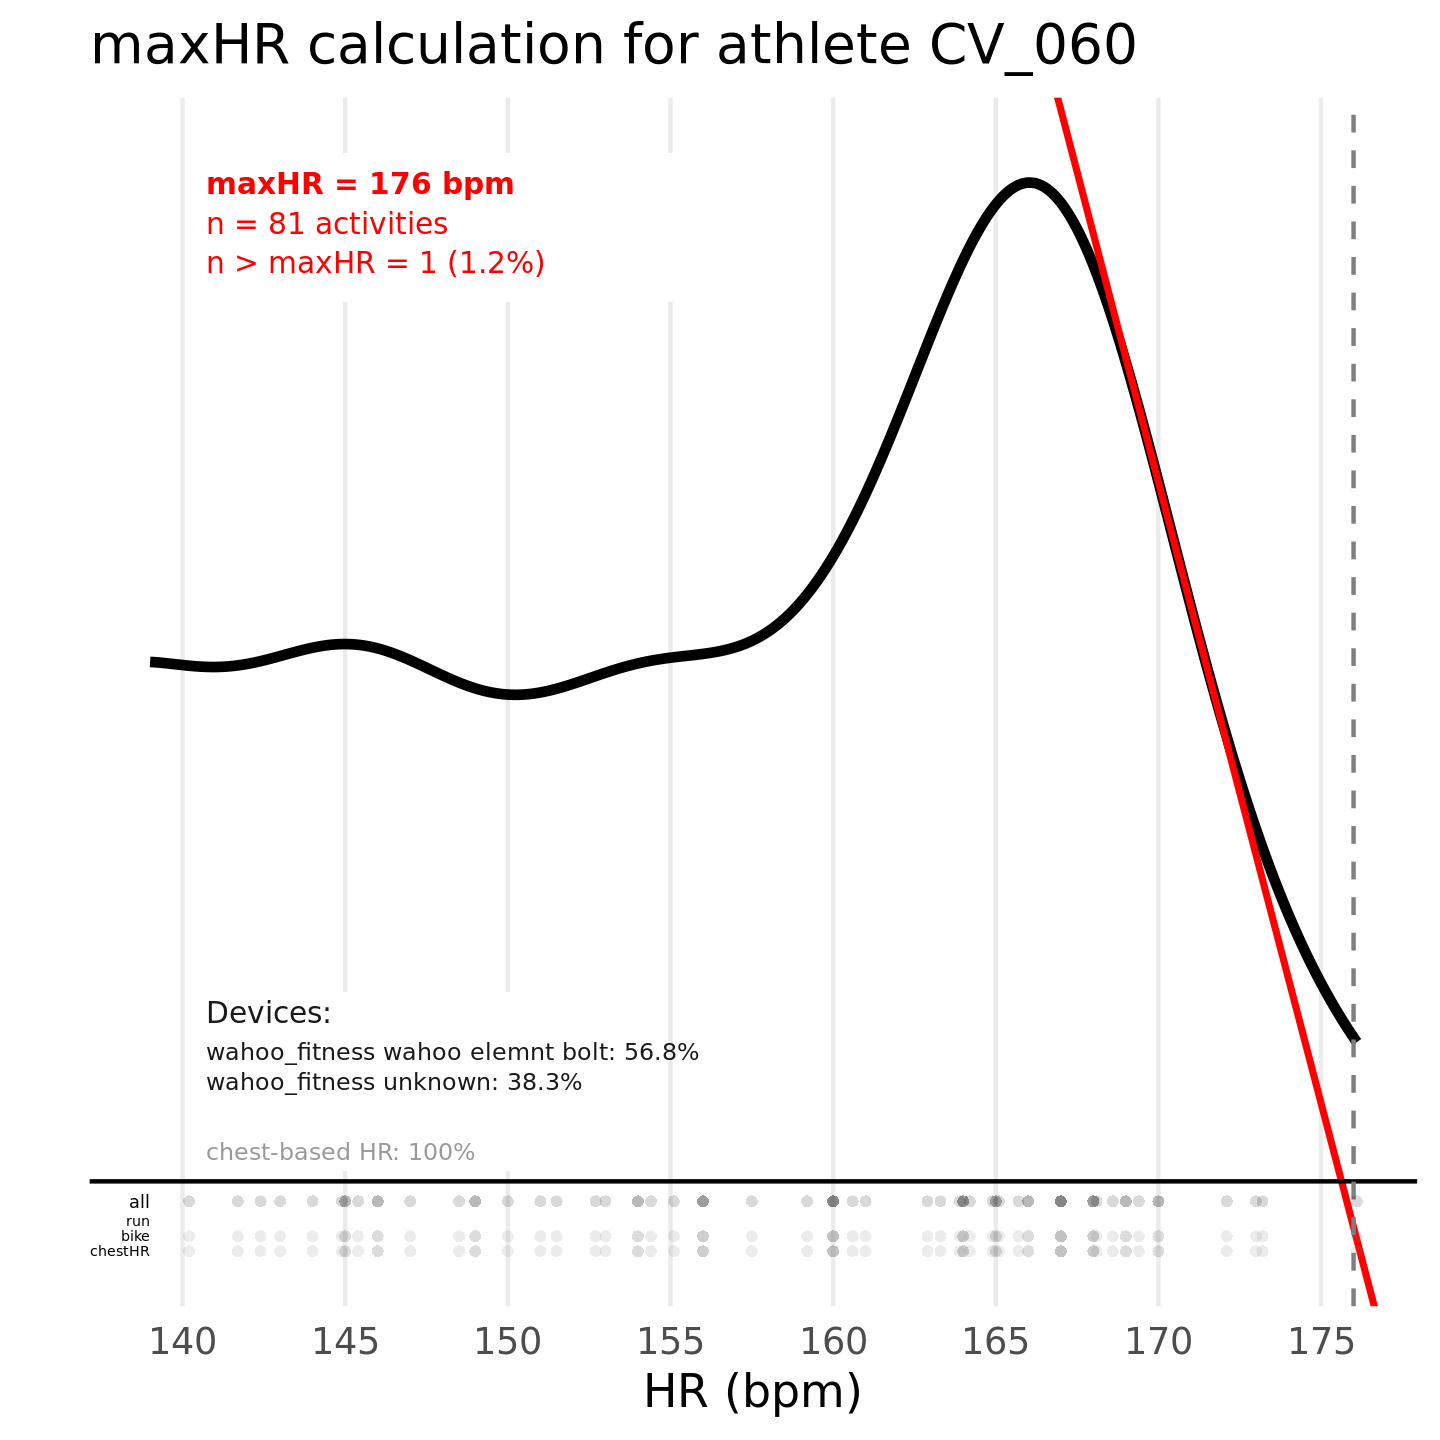 maxHR calculation for athlete CV_060
maxHR = 176 bpm
n = 81 activities
n > maxHR = 1 (1.2%)
Devices:
wahoo_fitness wahoo elemnt bolt: 56.8%
wahoo_fitness unknown: 38.3%
chest-based HR: 100%
all
run
bike
chestHR
140 145 150 155 160 165 170 175
HR (bpm)